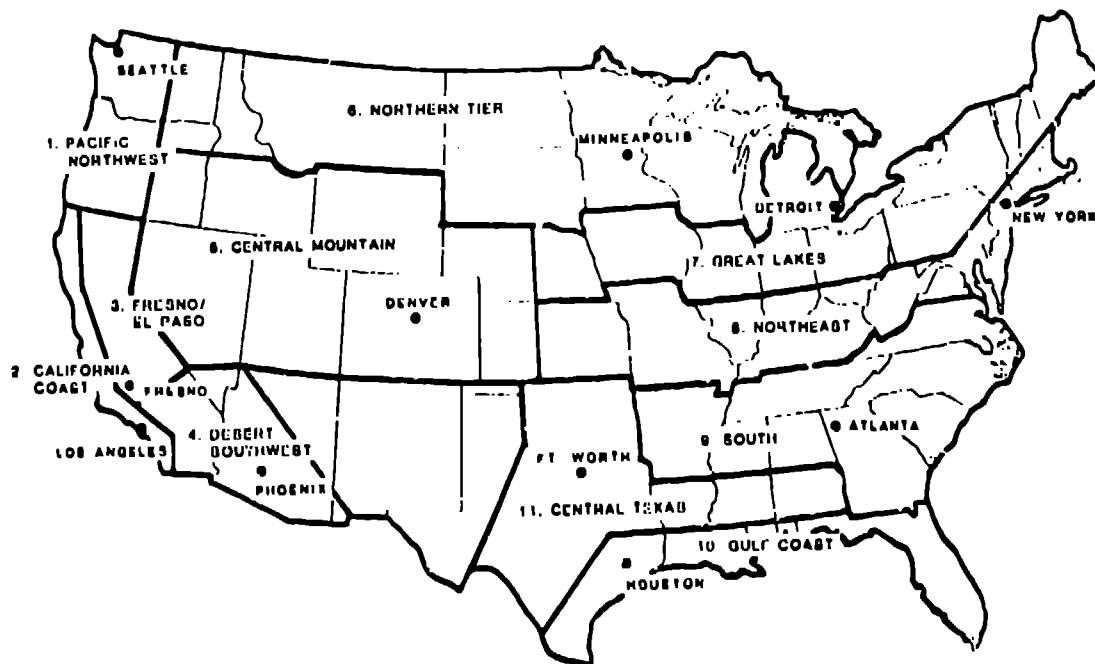 SEATTLE
6. NORTHERN TIER
MINNEAPOLIS
1. PACIFIC
NORTHWEST
DETROIT
NEW YORK
5. CENTRAL MOUNTAIN
7. GREAT LAKES
DENVER
3. FRESNO/
EL PASO
8. NORTHEAST
2 CALIFORNIA
COAST
FRESNO
4. DESERT
SOUTHWEST
LOS ANGELES
9. SOUTH
ATLANTA
FT. WORTH
PHOENIX
11. CENTRAL TEXAS
10 GULF COAST
HOUSTON